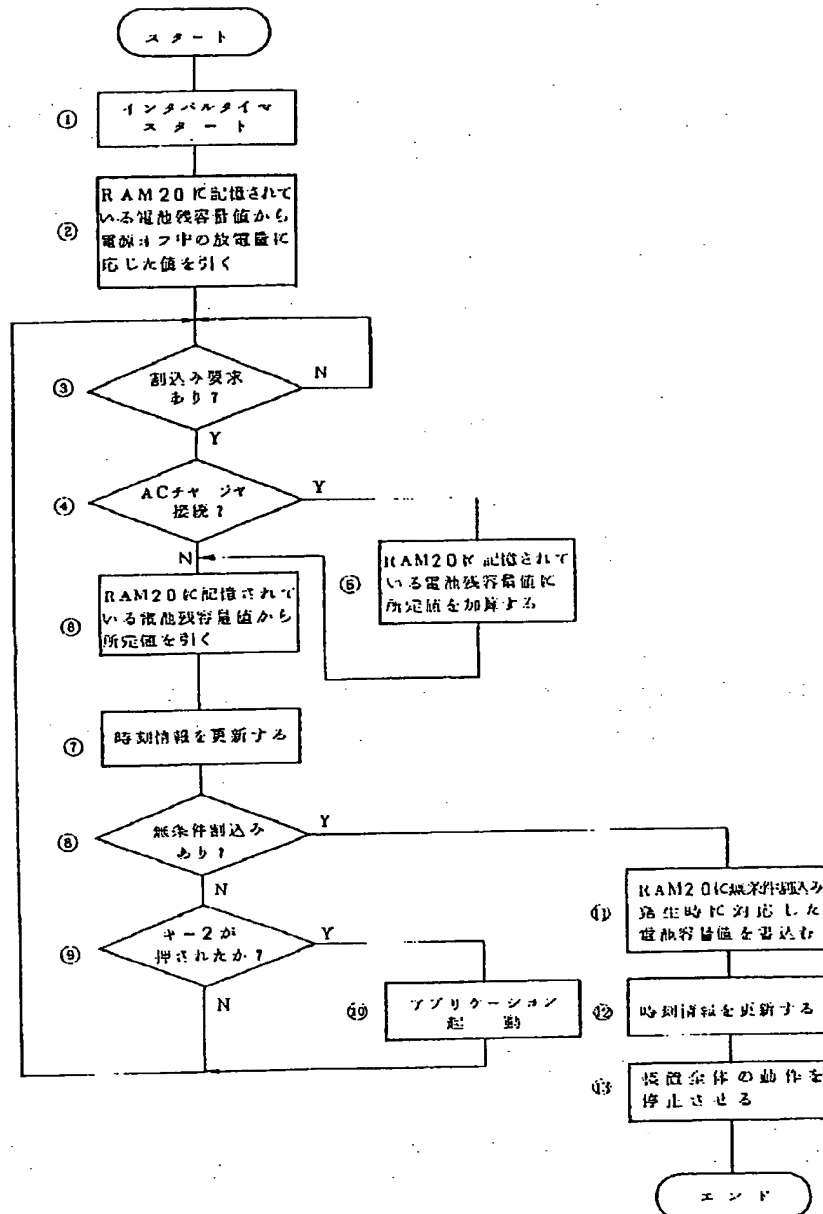 スタート
①
インタバルタイマ
スタート
②
RAM20に記憶されて
いる電池残容量値から
電源オフ中の放電量に
応じた値を引く
③
割込み要求
あり?
N
Y
④
ACチャージャ
接続?
Y
N
⑤
RAM20に記憶されて
いる電池残容量値に
所定値を加算する
⑥
RAM20に記憶されて
いる電池残容量値から
所定値を引く
⑦
時刻情報を更新する
⑧
無条件割込み
あり?
Y
N
⑨
キー2が
押されたか?
Y
N
⑩
アプリケーション
起動
⑪
RAM20に無条件割込み
発生時に対応した
電池容量値を書込む
⑫
時刻情報を更新する
⑬
装置全体の動作を
停止させる
エンド